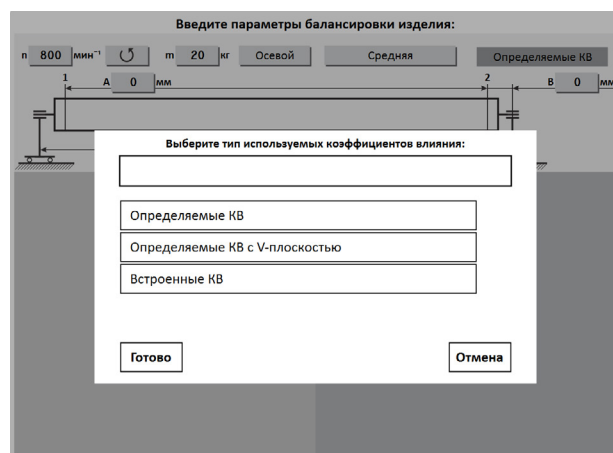 Введите параметры балансировки изделия:
n 800 мин⁻¹ m 20 кг Осевой Средняя Определяемые КВ
1 A 0 мм 2 B 0 мм
Выберите тип используемых коэффициентов влияния:
Определяемые КВ
Определяемые КВ с V-плоскостью
Встроенные КВ
Готово Отмена